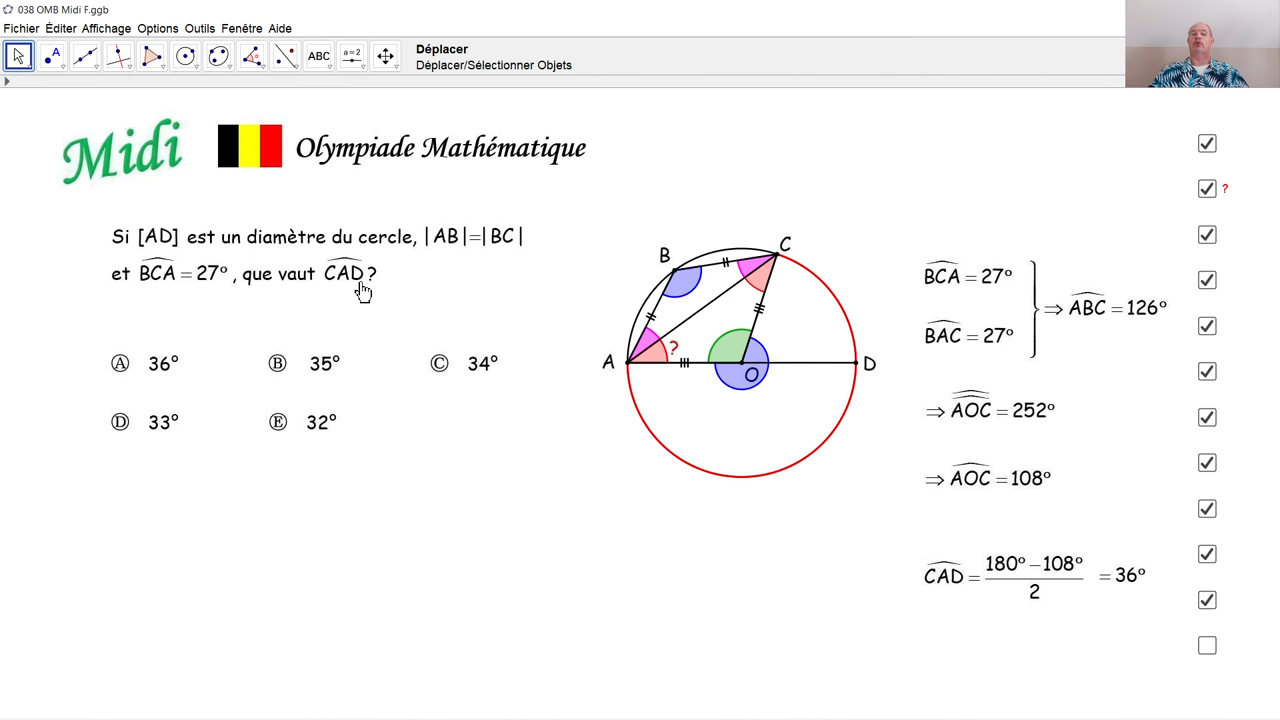 038 OMB Midi F.ggb
Fichier Éditer Affichage Options Outils Fenêtre Aide
A ABC a=2 Déplacer
Déplacer/Sélectionner Objets
Midi Olympiade Mathématique
Si [AD] est un diamètre du cercle, |AB|=|BC|
et BCA = 27°, que vaut CAD ?
Ⓐ 36° Ⓑ 35° Ⓒ 34°
Ⓓ 33° Ⓔ 32°
B C
A ? O D
BCA = 27°
BAC = 27°
⇒ ABC = 126°
⇒ AOC = 252°
⇒ AOC = 108°
CAD = (180° − 108°) / 2 = 36°
?